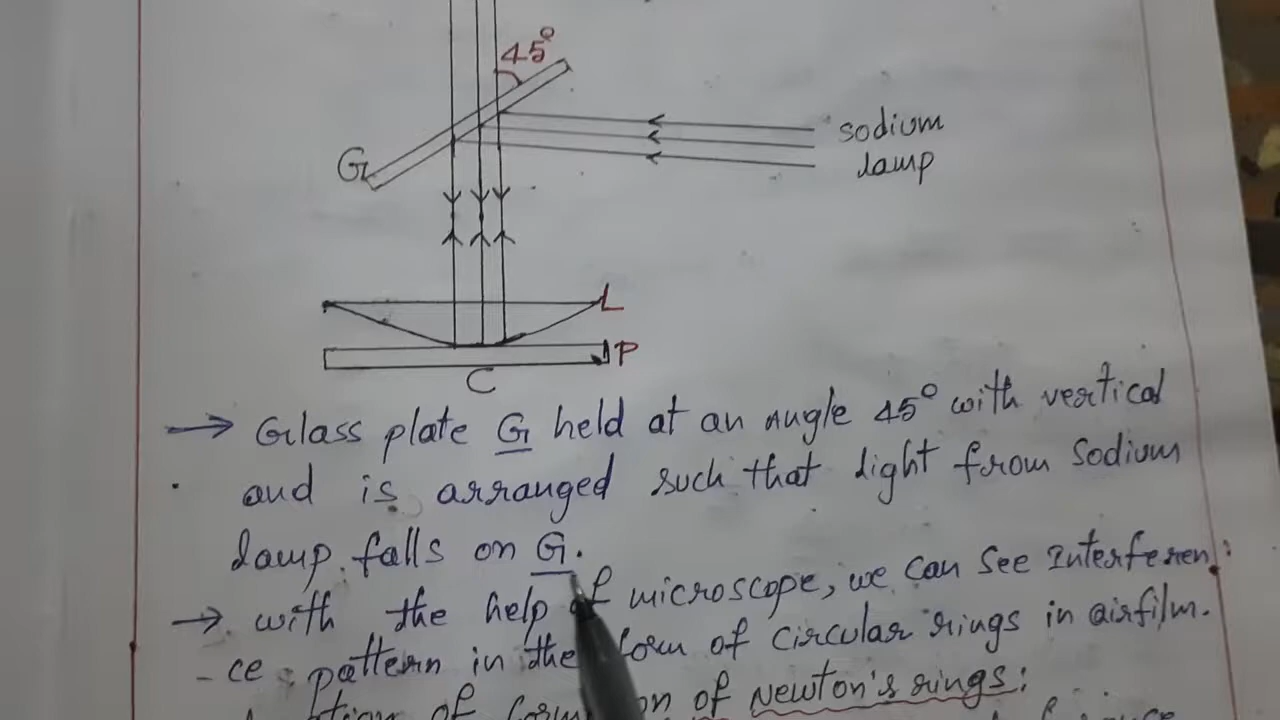 45°
sodium
lamp
G
L
P
C
→ Glass plate G held at an angle 45° with vertical
and is arranged such that light from sodium
lamp falls on G.
→ with the help of microscope, we can see Interferen
-ce pattern in the form of circular rings in airfilm.
of of Newton's rings: